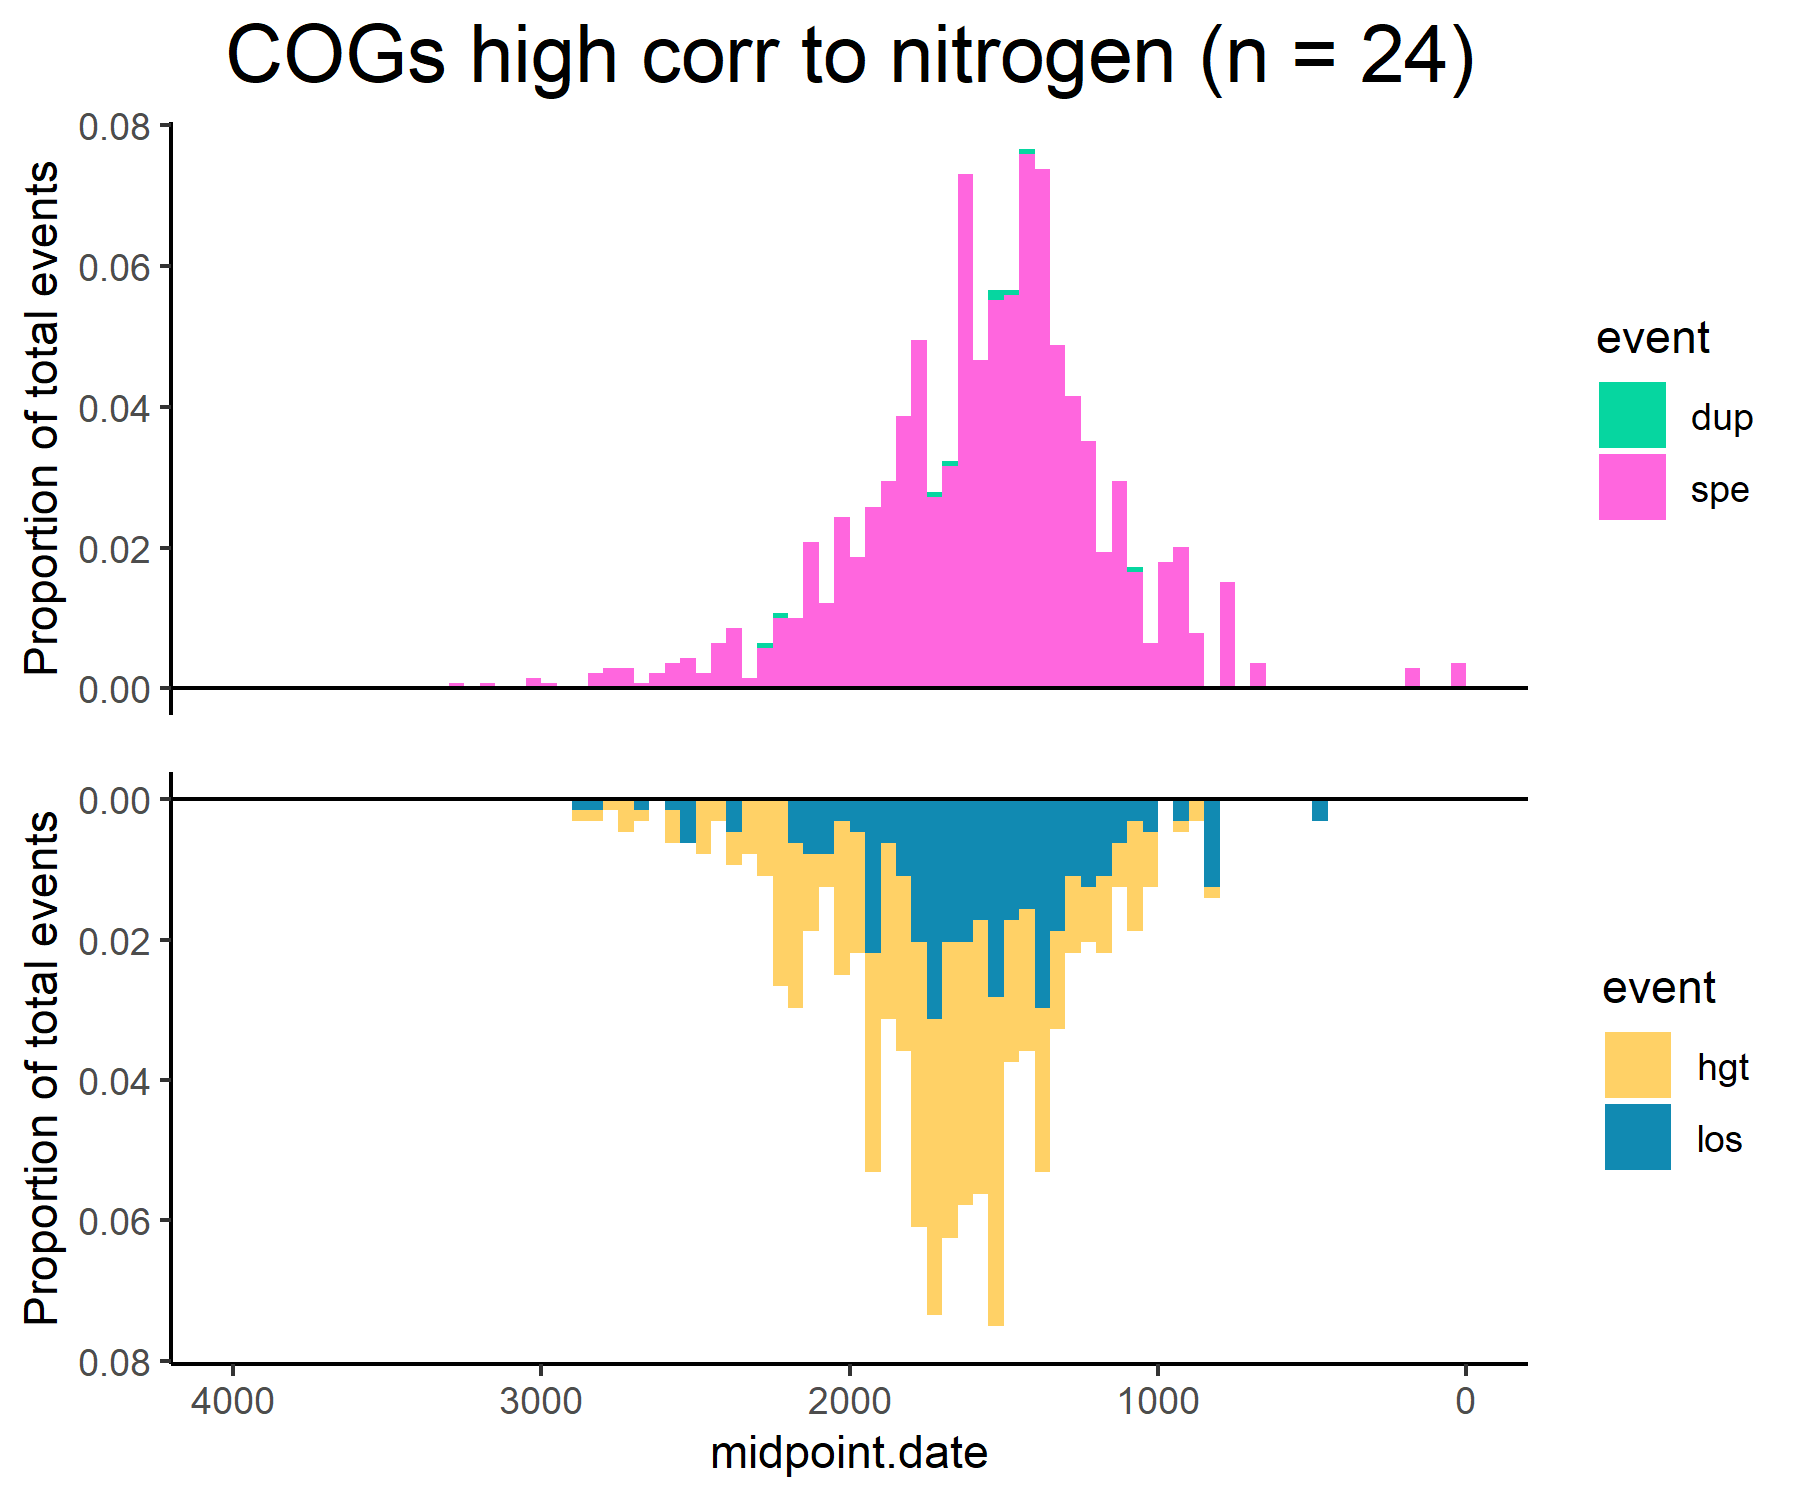 COGs high corr to nitrogen (n = 24)
Proportion of total events
0.08
0.06
0.04
0.02
0.00
event
dup
spe
Proportion of total events
0.00
0.02
0.04
0.06
0.08
4000
3000
2000
1000
0
midpoint.date
event
hgt
los